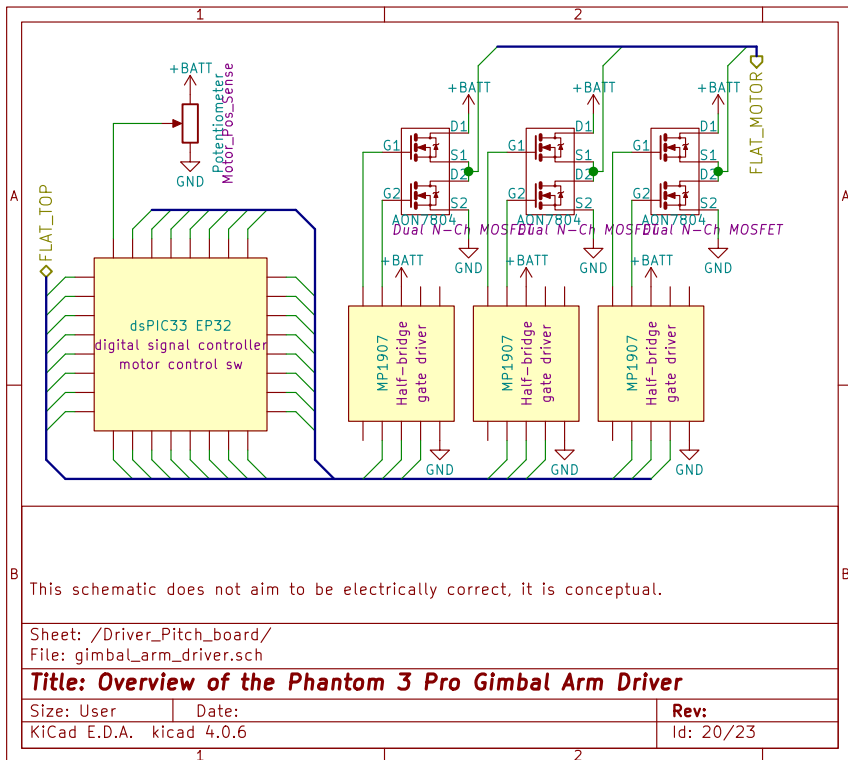 1 2
+BATT
Potentiometer
Motor_Pos_Sense
GND
+BATT +BATT +BATT
FLAT_MOTOR
D1 D1 D1
G1 G1 G1
S1 S1 S1
D2 D2 D2
G2 G2 G2
S2 S2 S2
A A
AON7804 AON7804 AON7804
Dual N-Ch MOSFET Dual N-Ch MOSFET Dual N-Ch MOSFET
FLAT_TOP
GND GND GND
+BATT +BATT +BATT
dsPIC33 EP32
digital signal controller
motor control sw
MP1907 MP1907 MP1907
Half-bridge Half-bridge Half-bridge
gate driver gate driver gate driver
GND GND GND
B B
This schematic does not aim to be electrically correct, it is conceptual.
Sheet: /Driver_Pitch_board/
File: gimbal_arm_driver.sch
Title: Overview of the Phantom 3 Pro Gimbal Arm Driver
Size: User Date: Rev:
KiCad E.D.A. kicad 4.0.6 Id: 20/23
1 2